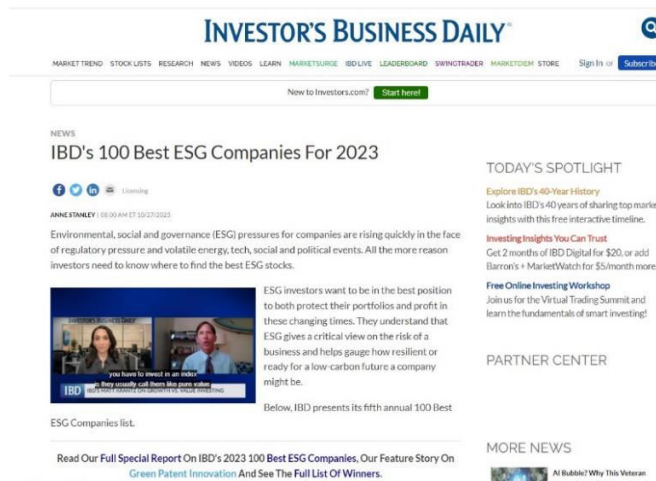 INVESTOR'S BUSINESS DAILY
MARKET TREND STOCK LISTS RESEARCH NEWS VIDEOS LEARN MARKETSURGE IBD LIVE LEADERBOARD SWINGTRADER MARKETDIEM STORE Sign In or Subscribe
New to Investors.com? Start here!
NEWS
IBD's 100 Best ESG Companies For 2023
Licensing
ANNE STANLEY 08:00 AM ET 10/27/2023
Environmental, social and governance (ESG) pressures for companies are rising quickly in the face
of regulatory pressure and volatile energy, tech, social and political events. All the more reason
investors need to know where to find the best ESG stocks.
INVESTOR'S BUSINESS DAILY
you have to invest in an index
is they usually call them like pure value
IBD IBD'S MATT KRANTZ ON GROWTH VS. VALUE INVESTING
ESG investors want to be in the best position
to both protect their portfolios and profit in
these changing times. They understand that
ESG gives a critical view on the risk of a
business and helps gauge how resilient or
ready for a low-carbon future a company
might be.
Below, IBD presents its fifth annual 100 Best
ESG Companies list.
Read Our Full Special Report On IBD's 2023 100 Best ESG Companies, Our Feature Story On
Green Patent Innovation And See The Full List Of Winners.
TODAY'S SPOTLIGHT
Explore IBD's 40-Year History
Look into IBD's 40 years of sharing top marke
insights with this free interactive timeline.
Investing Insights You Can Trust
Get 2 months of IBD Digital for $20, or add
Barron's + MarketWatch for $5/month more
Free Online Investing Workshop
Join us for the Virtual Trading Summit and
learn the fundamentals of smart investing!
PARTNER CENTER
MORE NEWS
AI Bubble? Why This Veteran